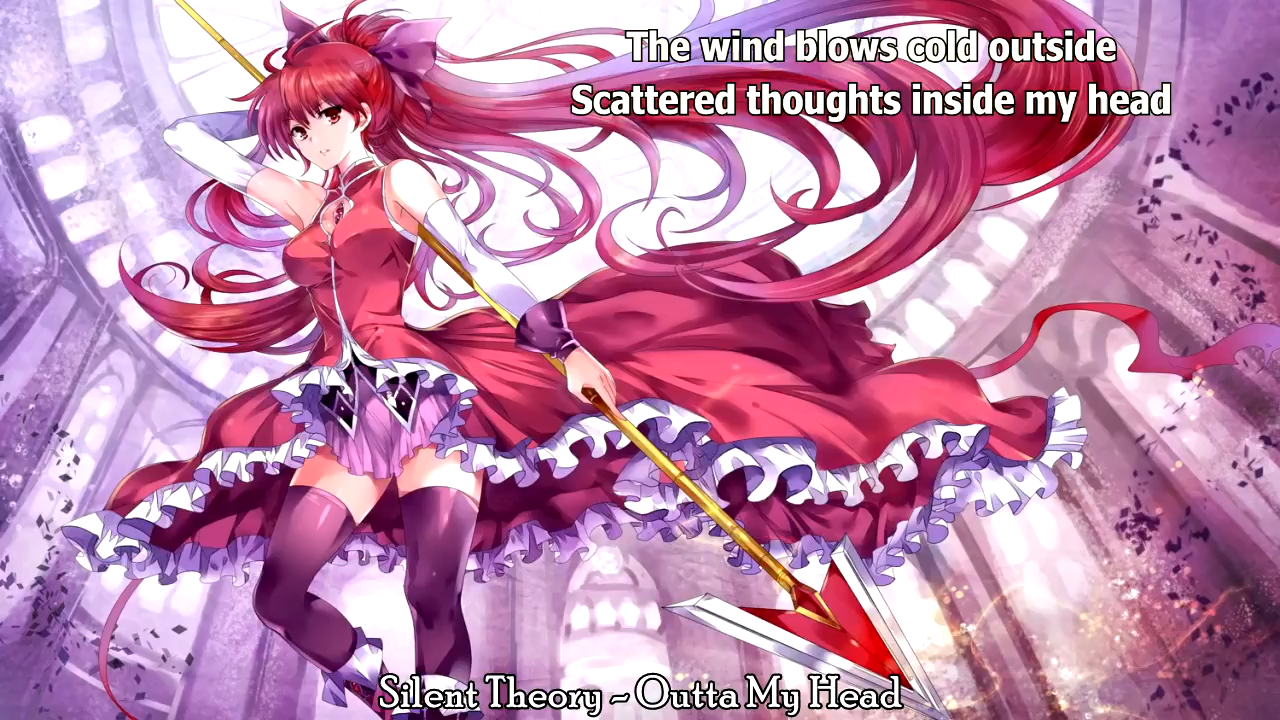 The wind blows cold outside
Scattered thoughts inside my head
Silent Theory ~ Outta My Head